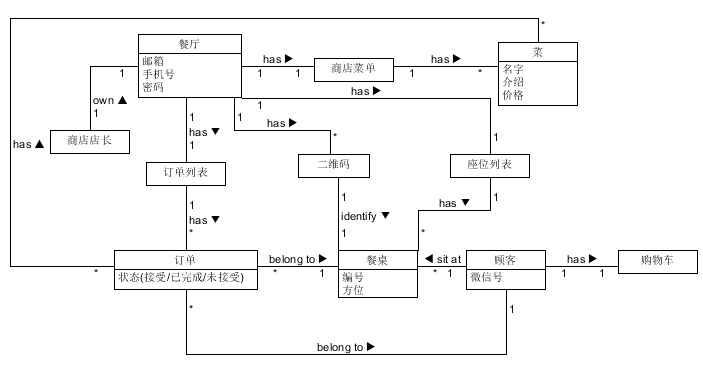 *
餐厅
邮箱
手机号
密码
has ▶
1
1
商店菜单
has ▶
1
*
菜
名字
介绍
价格
1
own ▲
1
商店店长
has ▲
1
has ▼
1
1
has ▶
*
1
has ▶
1
订单列表
二维码
座位列表
1
has ▼
*
1
identify ▼
1
1
has ▼
*
订单
状态(接受/已完成/未接受)
*
belong to ▶
*
1
餐桌
编号
方位
◀ sit at
*
1
顾客
微信号
has ▶
1
1
购物车
*
1
belong to ▶